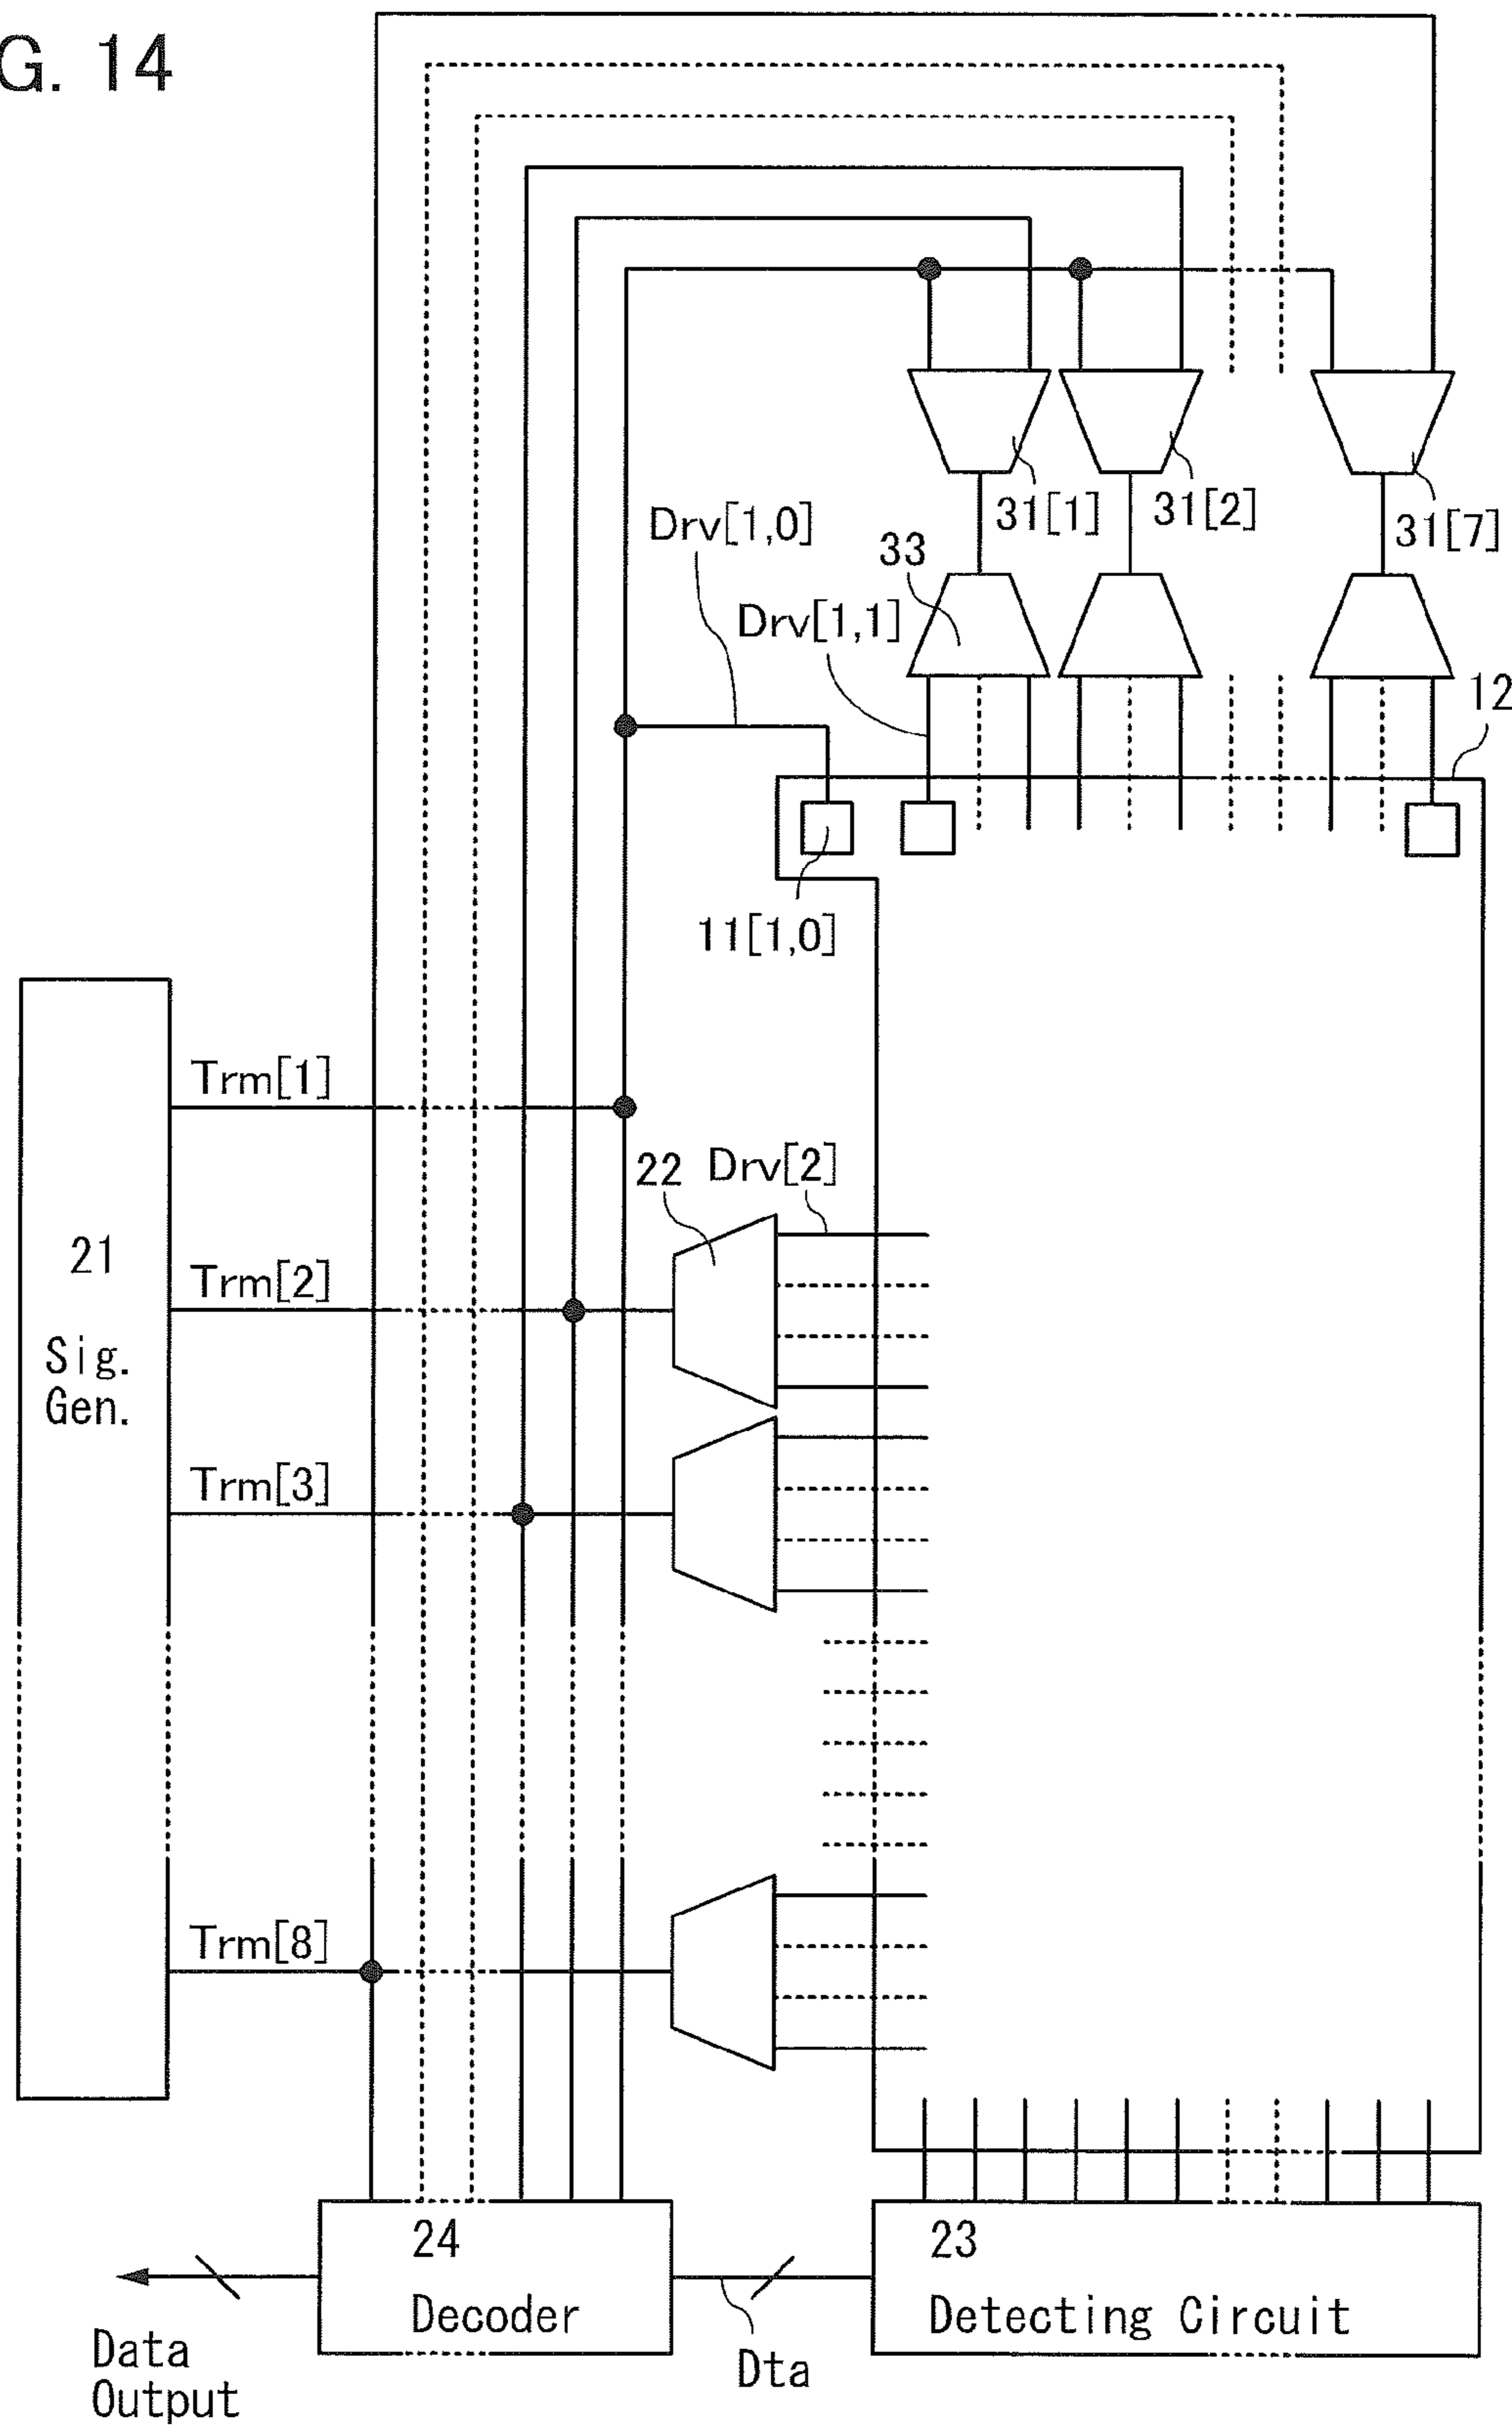 G. 14
31[1]
31[2]
31[7]
Drv[1,0]
33
Drv[1,1]
12
11[1,0]
Trm[1]
22
Drv[2]
21
Sig.
Gen.
Trm[2]
Trm[3]
Trm[8]
24
Decoder
23
Detecting Circuit
Dta
Data
Output